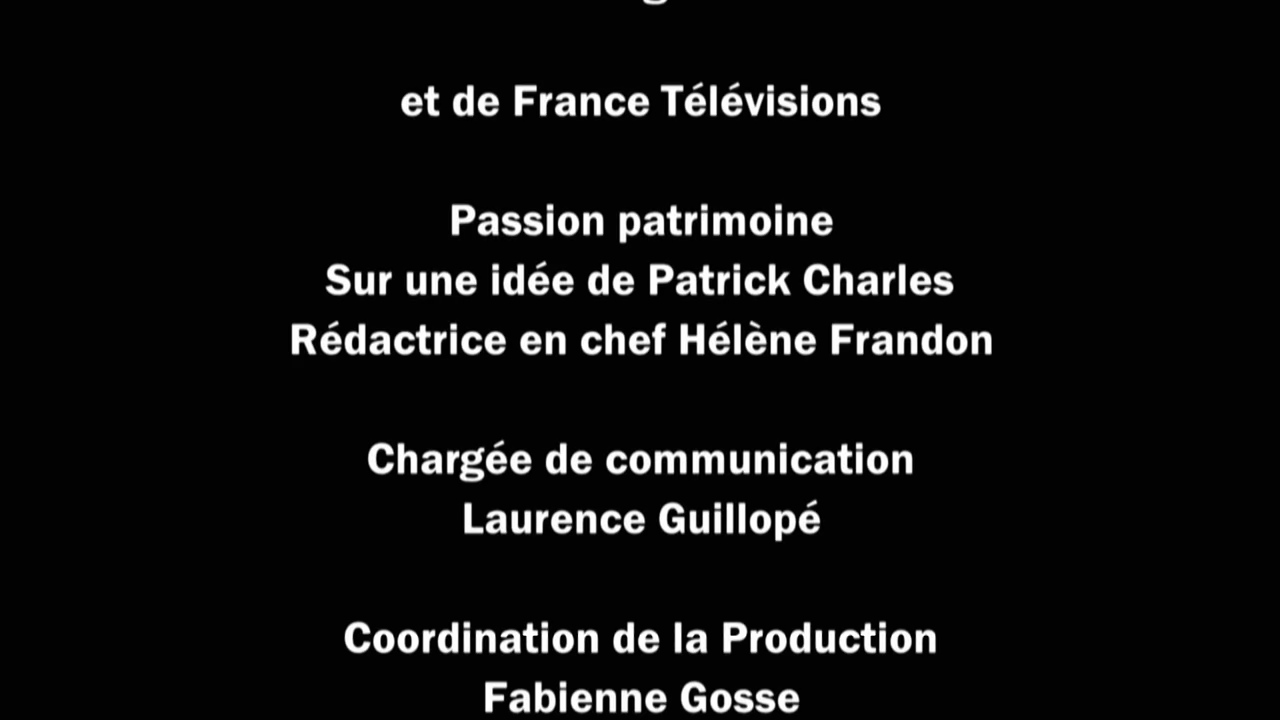 et de France Télévisions
Passion patrimoine
Sur une idée de Patrick Charles
Rédactrice en chef Hélène Frandon
Chargée de communication
Laurence Guillopé
Coordination de la Production
Fabienne Gosse